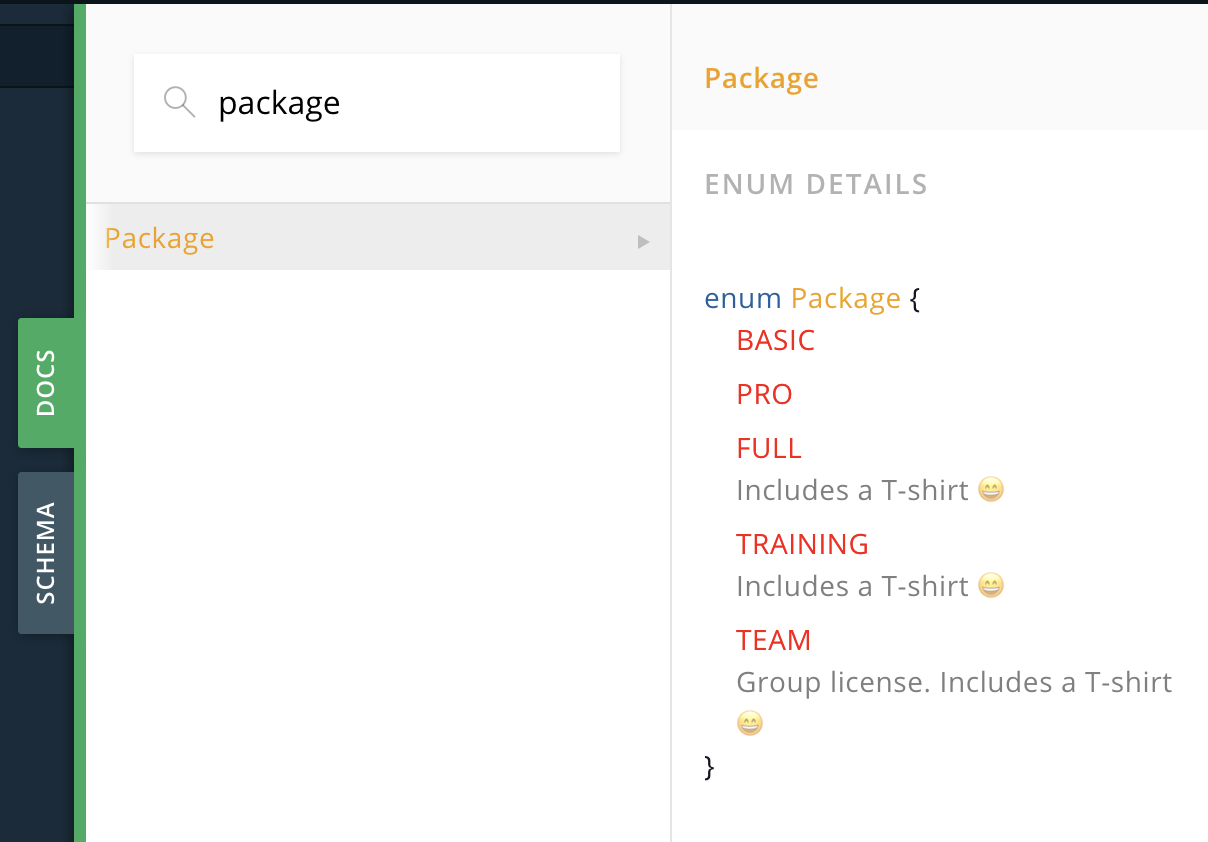 package
Package
DOCS
SCHEMA
Package
ENUM DETAILS
enum Package {
BASIC
PRO
FULL
Includes a T-shirt 😁
TRAINING
Includes a T-shirt 😁
TEAM
Group license. Includes a T-shirt
😁
}